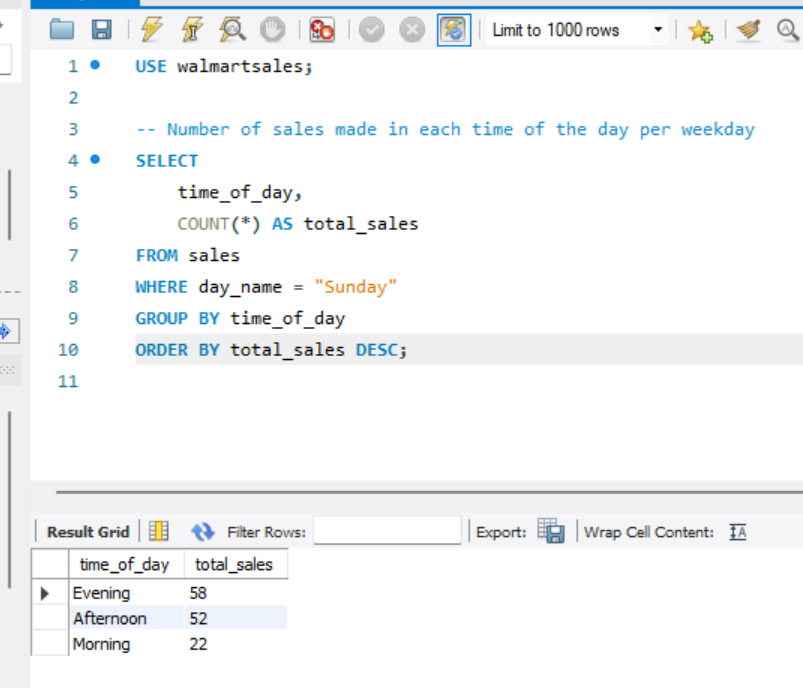 Limit to 1000 rows
1 USE walmartsales;
2
3 -- Number of sales made in each time of the day per weekday
4 SELECT
5 time_of_day,
6 COUNT(*) AS total_sales
7 FROM sales
8 WHERE day_name = "Sunday"
9 GROUP BY time_of_day
10 ORDER BY total_sales DESC;
11
Result Grid Filter Rows: Export: Wrap Cell Content: IA
time_of_day total_sales
Evening 58
Afternoon 52
Morning 22